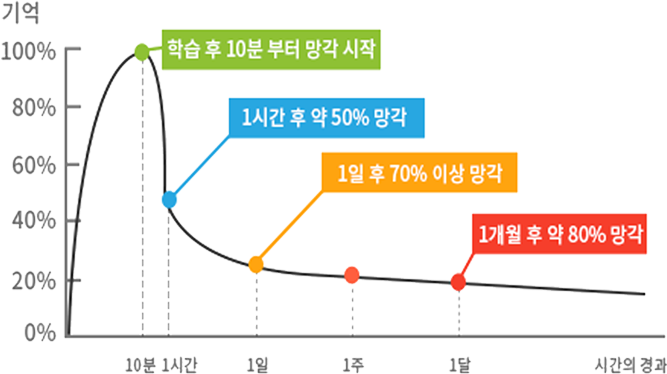 기억
100%
학습 후 10분 부터 망각 시작
80%
1시간 후 약 50% 망각
60%
1일 후 70% 이상 망각
40%
1개월 후 약 80% 망각
20%
0%
10분 1시간 1일 1주 1달 시간의 경과